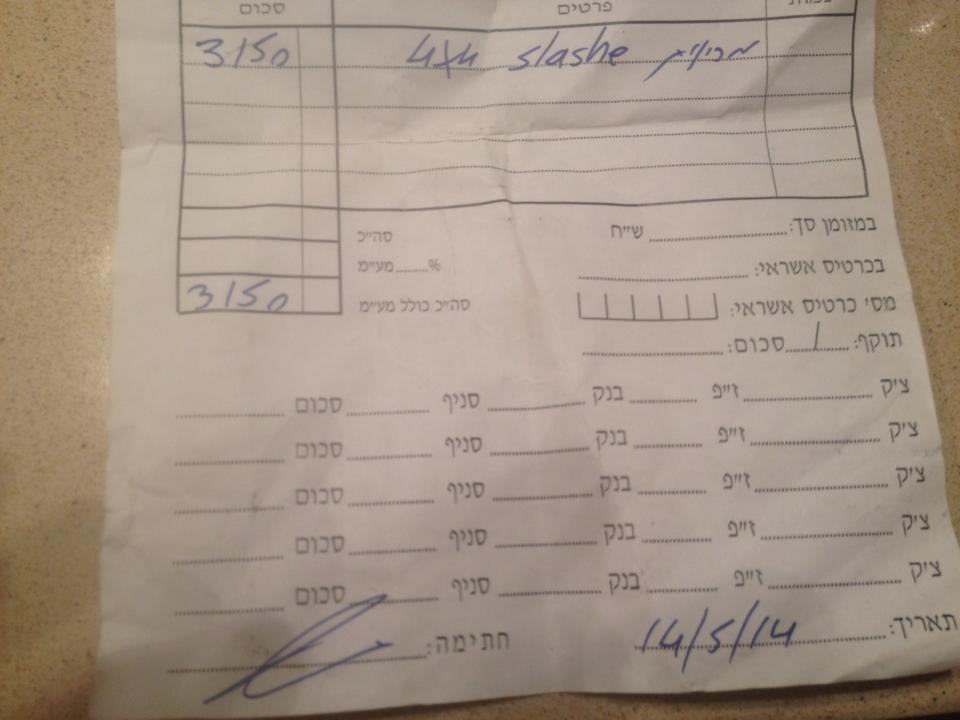 פרטים סכום
slashe 4x4 3150
במזומן סך: ש״ח סה״כ
בכרטיס אשראי: % מע״מ
מס׳ כרטיס אשראי: סה״כ כולל מע״מ 3150
תוקף: / סכום:
צ׳ק ז״פ בנק סניף סכום
צ׳ק ז״פ בנק סניף סכום
צ׳ק ז״פ בנק סניף סכום
צ׳ק ז״פ בנק סניף סכום
צ׳ק ז״פ בנק סניף סכום
תאריך: 14/5/14 חתימה: